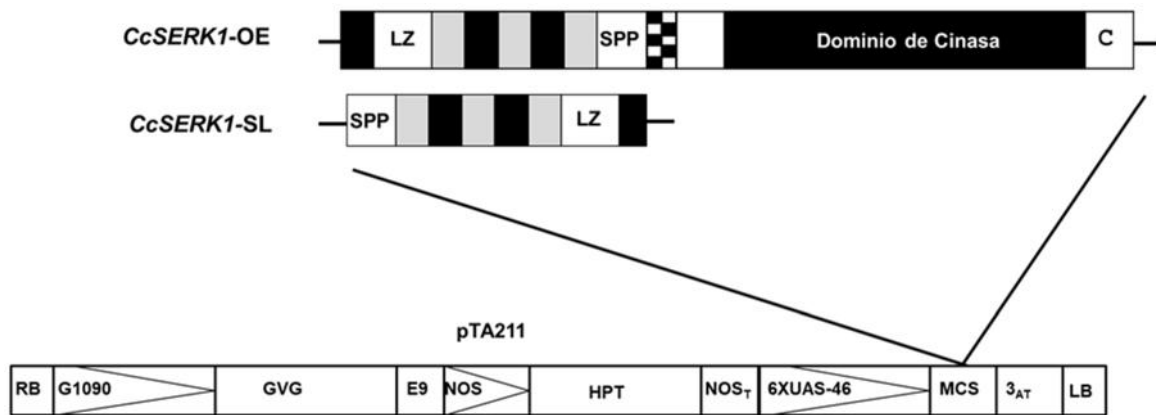 CcSERK1-OE
LZ SPP Dominio de Cinasa C
CcSERK1-SL
SPP LZ
pTA211
RB G1090 GVG E9 NOS HPT NOST 6XUAS-46 MCS 3AT LB